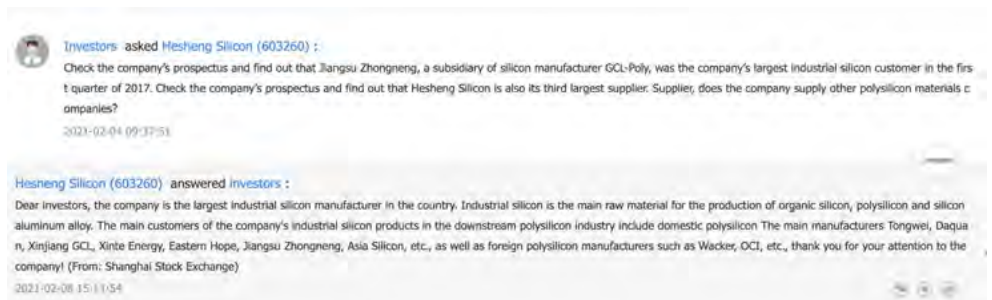 Investors asked Hesheng Silicon (603260) :
Check the company's prospectus and find out that Jiangsu Zhongneng, a subsidiary of silicon manufacturer GCL-Poly, was the company's largest industrial silicon customer in the firs
t quarter of 2017. Check the company's prospectus and find out that Hesheng Silicon is also its third largest supplier. Supplier, does the company supply other polysilicon materials c
ompanies?
2021-02-04 09:37:51
Hesheng Silicon (603260) answered Investors :
Dear investors, the company is the largest industrial silicon manufacturer in the country. Industrial silicon is the main raw material for the production of organic silicon, polysilicon and silicon
aluminum alloy. The main customers of the company's industrial silicon products in the downstream polysilicon industry include domestic polysilicon The main manufacturers Tongwei, Daqua
n, Xinjiang GCL, Xinte Energy, Eastern Hope, Jiangsu Zhongneng, Asia Silicon, etc., as well as foreign polysilicon manufacturers such as Wacker, OCI, etc., thank you for your attention to the
company! (From: Shanghai Stock Exchange)
2021-02-08 15:11:54